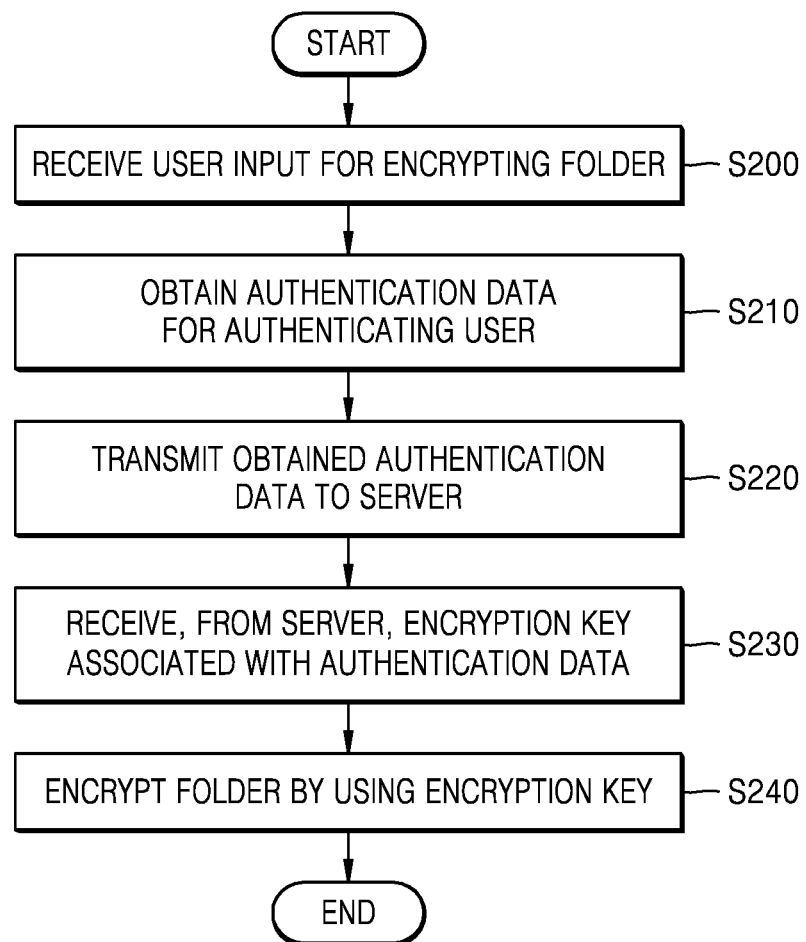 START
RECEIVE USER INPUT FOR ENCRYPTING FOLDER
S200
OBTAIN AUTHENTICATION DATA
FOR AUTHENTICATING USER
S210
TRANSMIT OBTAINED AUTHENTICATION
DATA TO SERVER
S220
RECEIVE, FROM SERVER, ENCRYPTION KEY
ASSOCIATED WITH AUTHENTICATION DATA
S230
ENCRYPT FOLDER BY USING ENCRYPTION KEY
S240
END